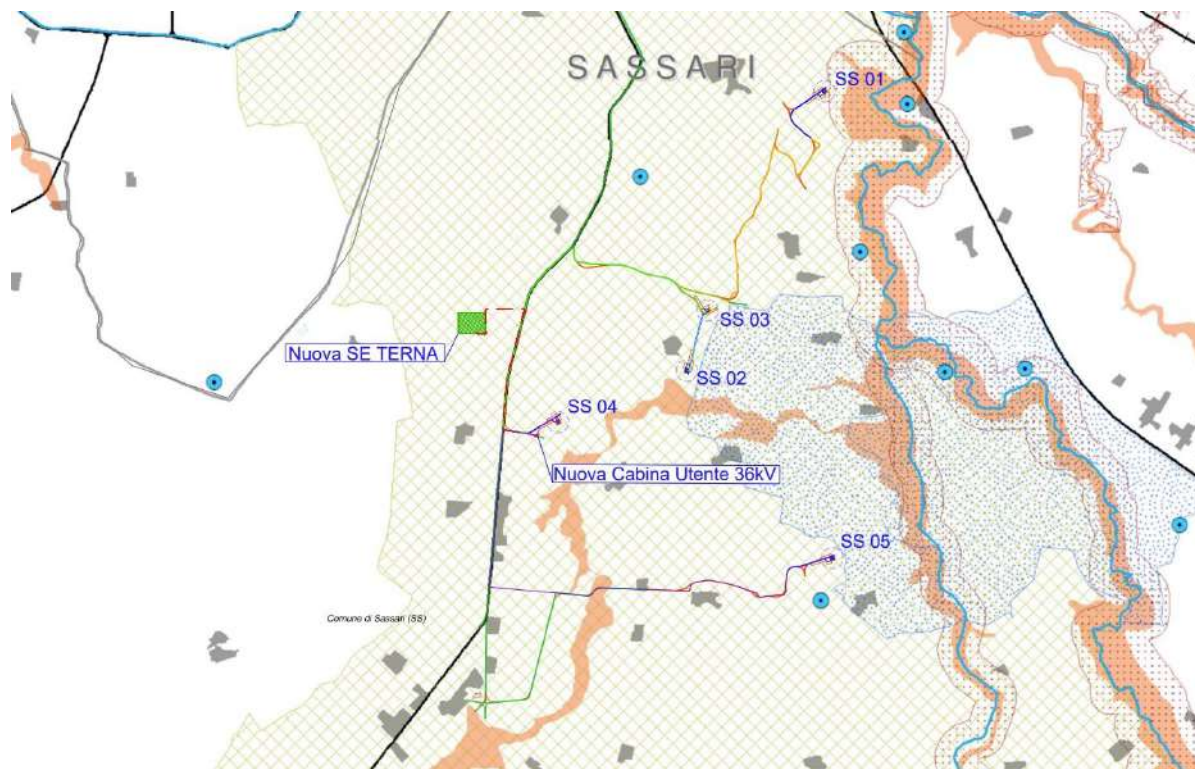 SASSARI
SS 01
SS 03
Nuova SE TERNA
SS 02
SS 04
Nuova Cabina Utente 36kV
SS 05
Comune di Sassari (SS)